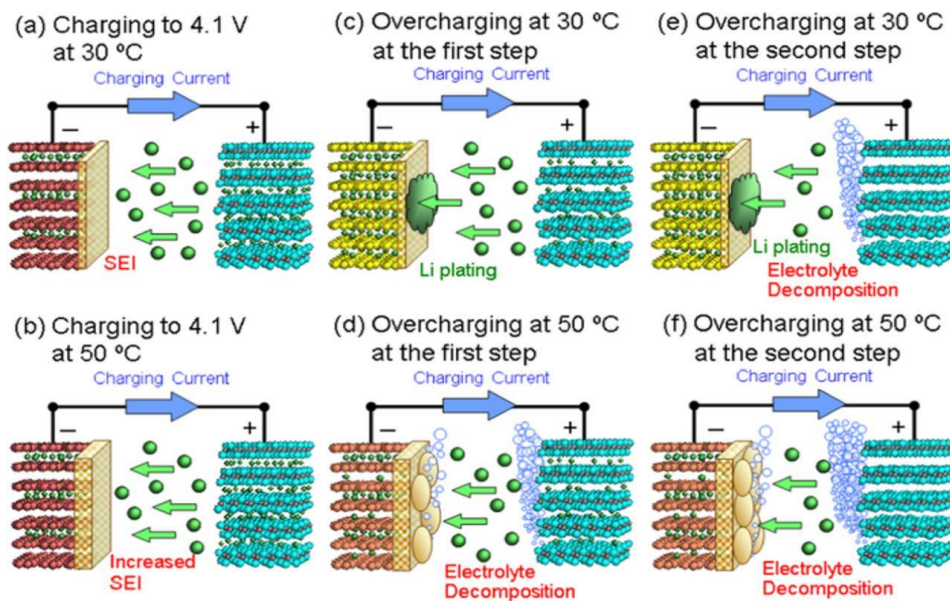 (a) Charging to 4.1 V
at 30 ºC
Charging Current
−
+
SEI
(c) Overcharging at 30 ºC
at the first step
Charging Current
−
+
Li plating
(e) Overcharging at 30 ºC
at the second step
Charging Current
−
+
Li plating
Electrolyte
Decomposition
(b) Charging to 4.1 V
at 50 ºC
Charging Current
−
+
Increased
SEI
(d) Overcharging at 50 ºC
at the first step
Charging Current
−
+
Electrolyte
Decomposition
(f) Overcharging at 50 ºC
at the second step
Charging Current
−
+
Electrolyte
Decomposition